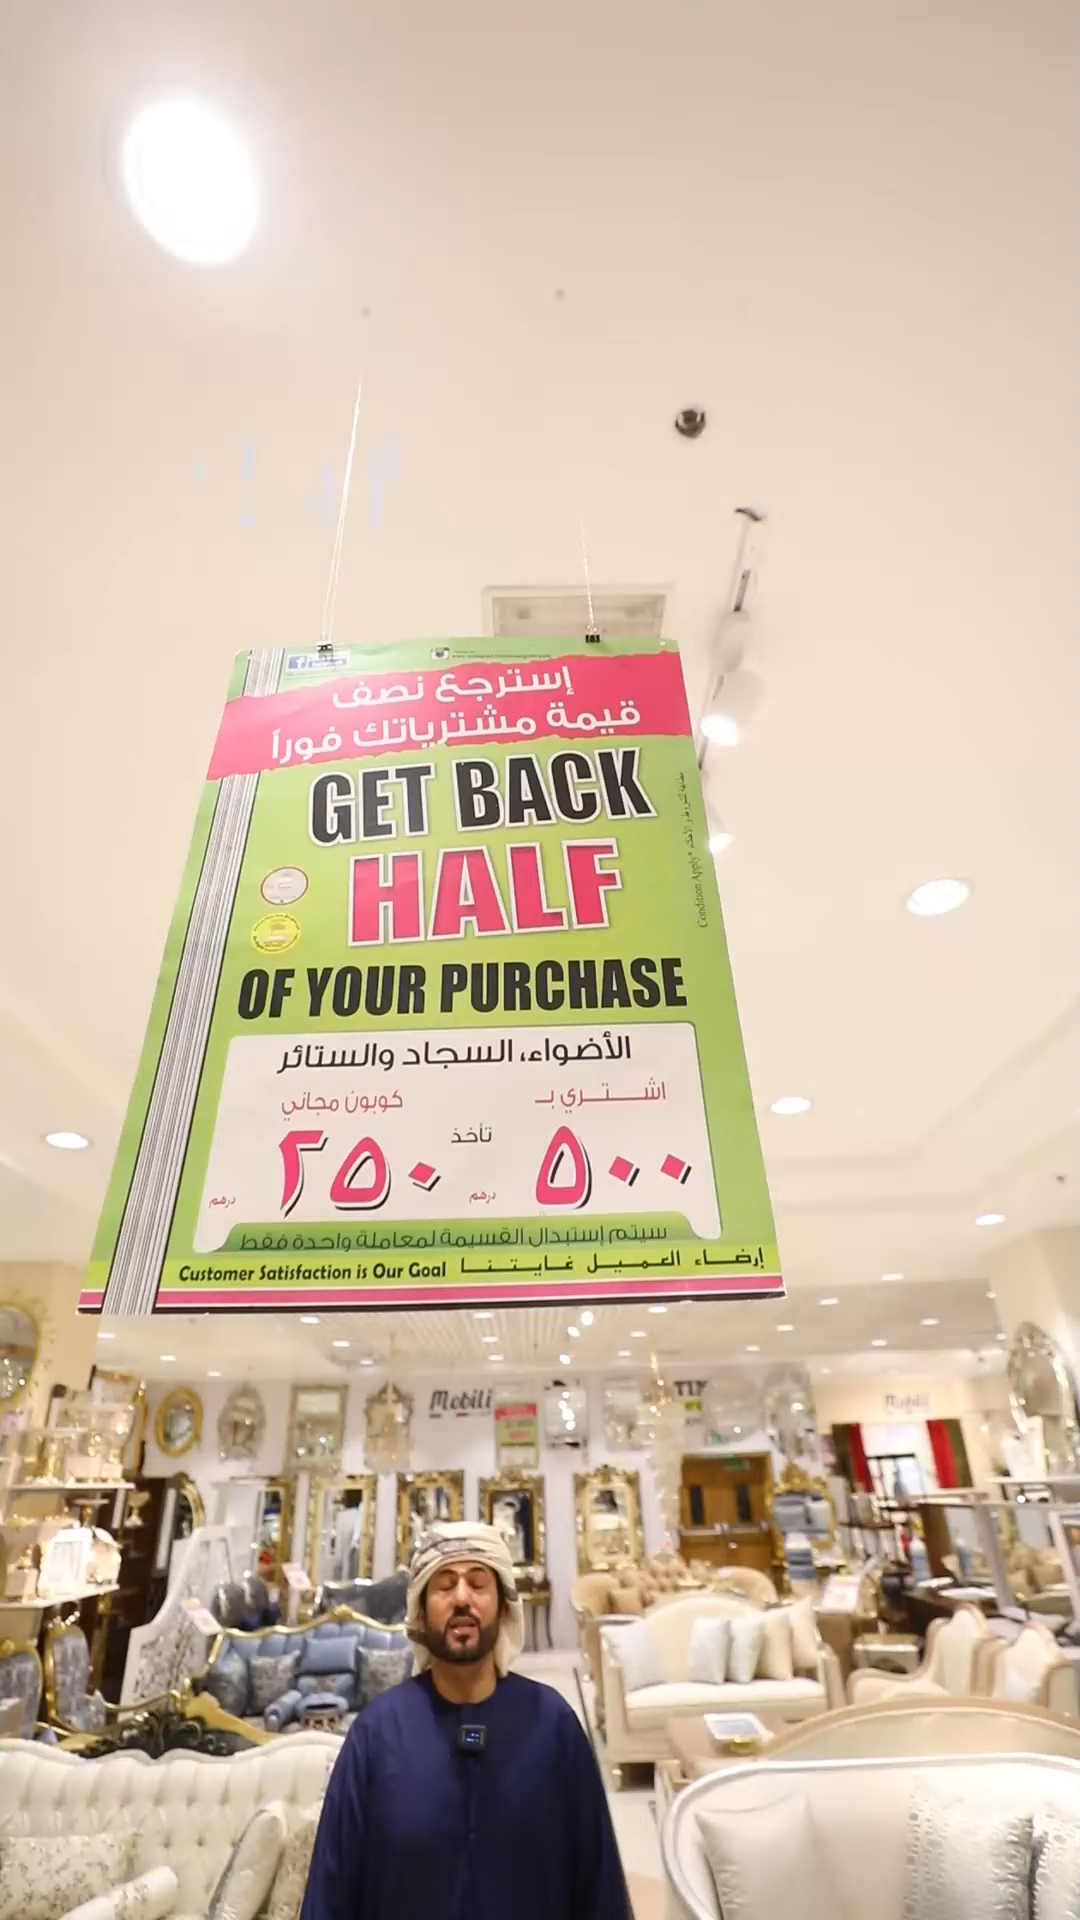 إسترجع نصف
قيمة مشترياتك فوراً
GET BACK
HALF
OF YOUR PURCHASE
Condition Apply*
الأضواء، السجاد والستائر
اشتري بـ
٥٠٠
درهم
تأخذ
كوبون مجاني
٢٥٠
درهم
سيتم إستبدال القسيمة لمعاملة واحدة فقط
Customer Satisfaction is Our Goal إرضاء العميل غايتنا
Mobili
Mobili